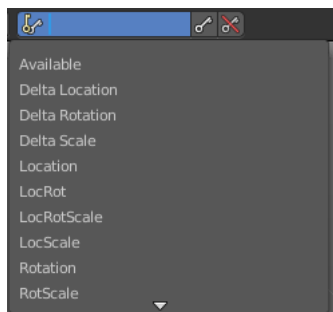 Available
Delta Location
Delta Rotation
Delta Scale
Location
LocRot
LocRotScale
LocScale
Rotation
RotScale